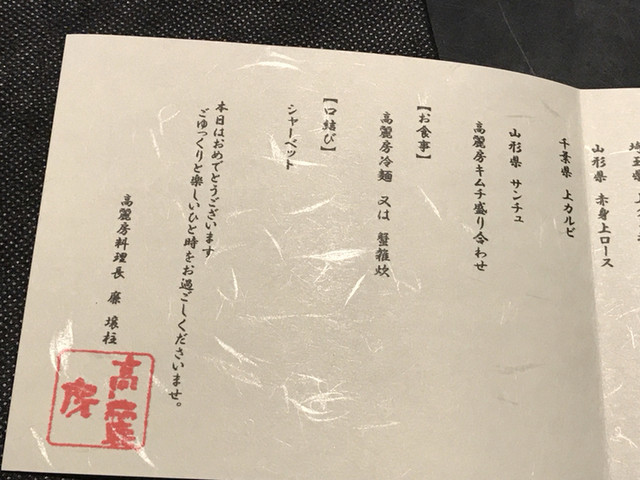 山形県 赤身上ロース
千葉県 上カルビ
山形県 サンチュ
高麗房キムチ盛り合わせ
【お食事】
高麗房冷麺 又は 蟹雑炊
【口結び】
シャーベット
本日はおめでとうございます
ごゆっくりと楽しいひと時をお過ごしくださいませ。
高麗房料理長 廉 壌柱
高麗
房